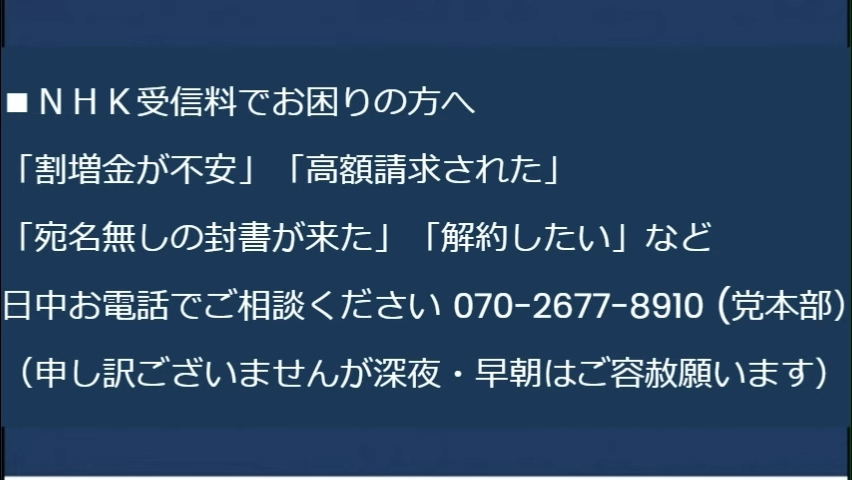 ■ＮＨＫ受信料でお困りの方へ
「割増金が不安」「高額請求された」
「宛名無しの封書が来た」「解約したい」など
日中お電話でご相談ください 070-2677-8910 (党本部)
（申し訳ございませんが深夜・早朝はご容赦願います）